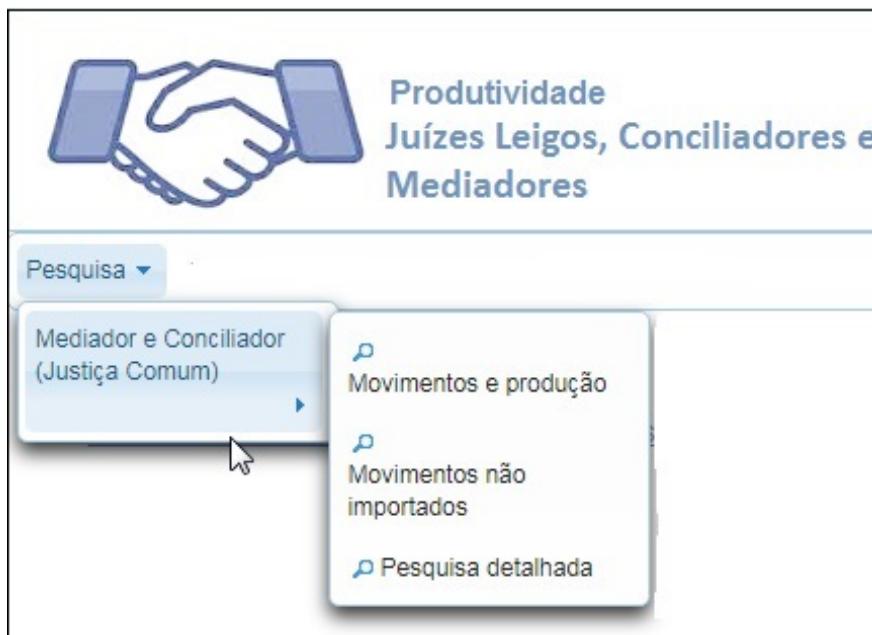 Produtividade
Juízes Leigos, Conciliadores e
Mediadores
Pesquisa
Mediador e Conciliador
(Justiça Comum)
Movimentos e produção
Movimentos não
importados
Pesquisa detalhada